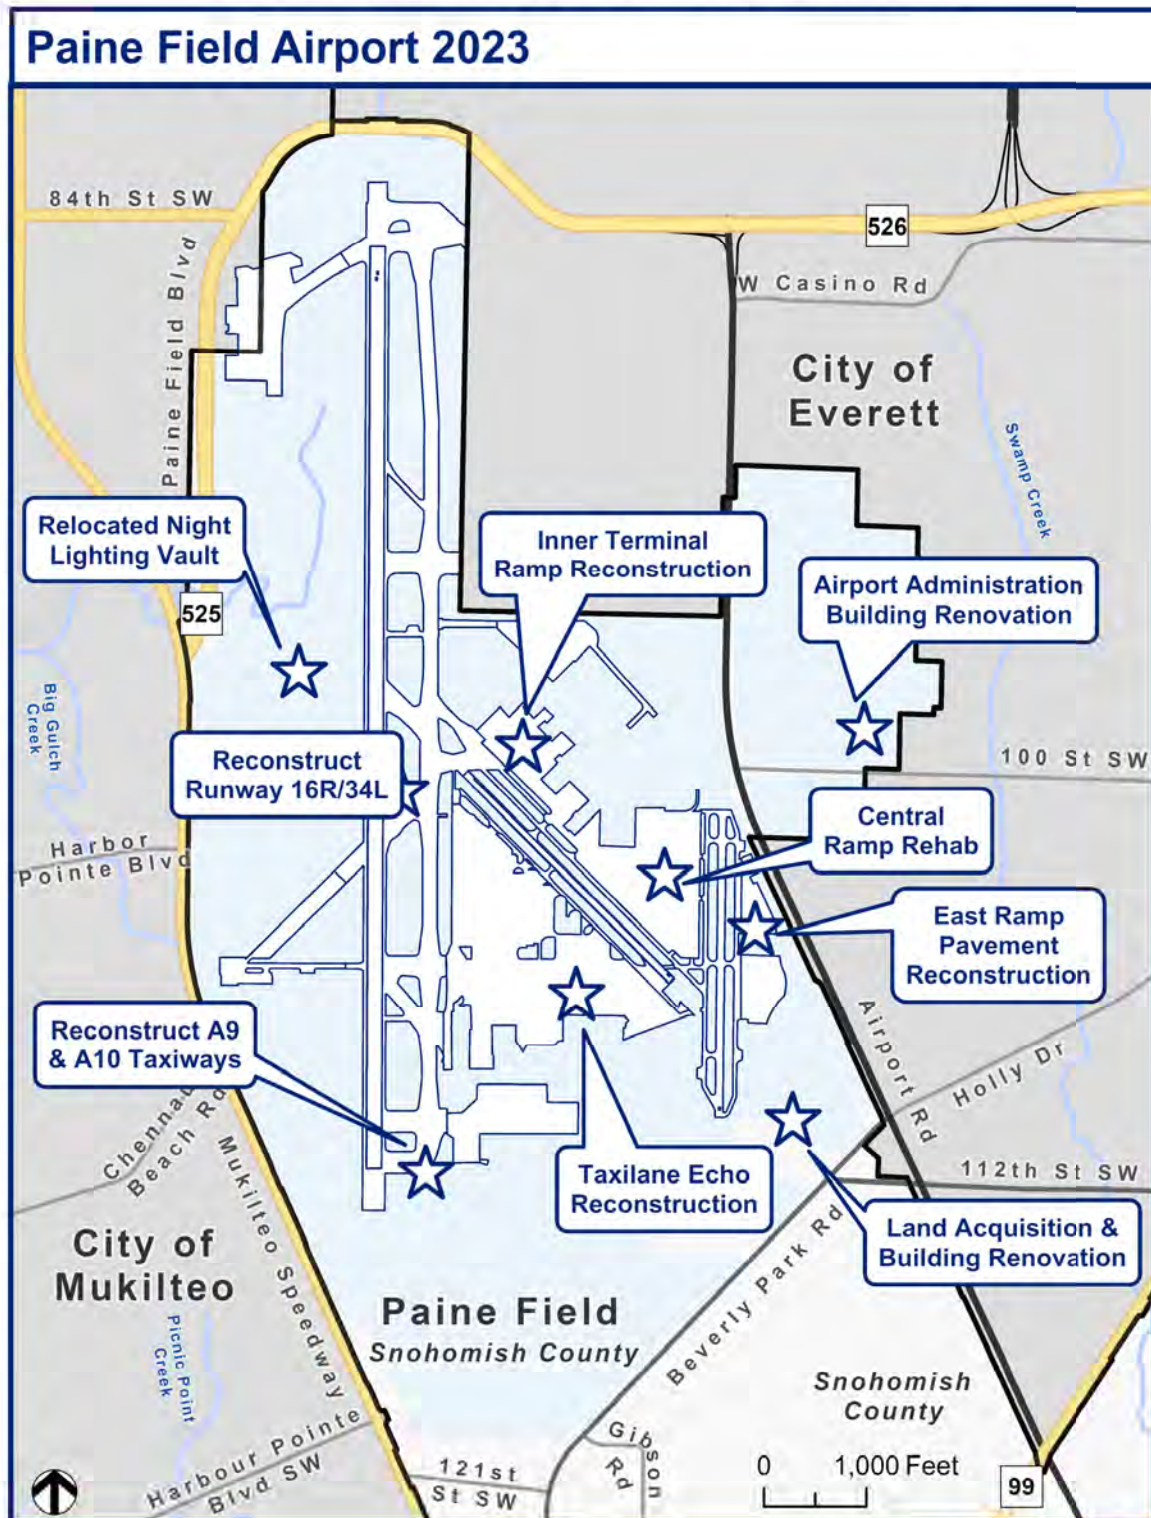 Paine Field Airport 2023
84th St SW
Paine Field Blvd
526
W Casino Rd
City of
Everett
Swamp Creek
Relocated Night
Lighting Vault
Inner Terminal
Ramp Reconstruction
Airport Administration
Building Renovation
525
Big Gulch
Creek
Reconstruct
Runway 16R/34L
100 St SW
Central
Ramp Rehab
Harbor
Pointe Blvd
East Ramp
Pavement
Reconstruction
Reconstruct A9
& A10 Taxiways
Airport Rd
Holly Dr
Chennau
Beach Rd
Mukilteo Speedway
Taxilane Echo
Reconstruction
112th St SW
Land Acquisition &
Building Renovation
City of
Mukilteo
Beverly Park Rd
Paine Field
Snohomish County
Picnic Point
Creek
Snohomish
County
Harbour Pointe
Blvd SW
121st
St SW
Gibson
Rd
0 1,000 Feet
99